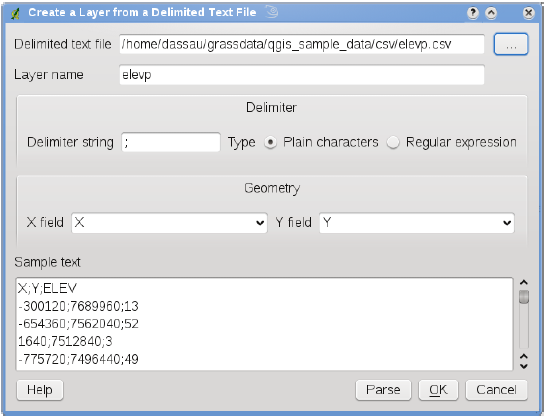 Create a Layer from a Delimited Text File
Delimited text file /home/dassau/grassdata/qgis_sample_data/csv/elevp.csv ...
Layer name elevp
Delimiter
Delimiter string ; Type Plain characters Regular expression
Geometry
X field X Y field Y
Sample text
X;Y;ELEV
-300120;7689960;13
-654360;7562040;52
1640;7512840;3
-775720;7496440;49
Help Parse OK Cancel